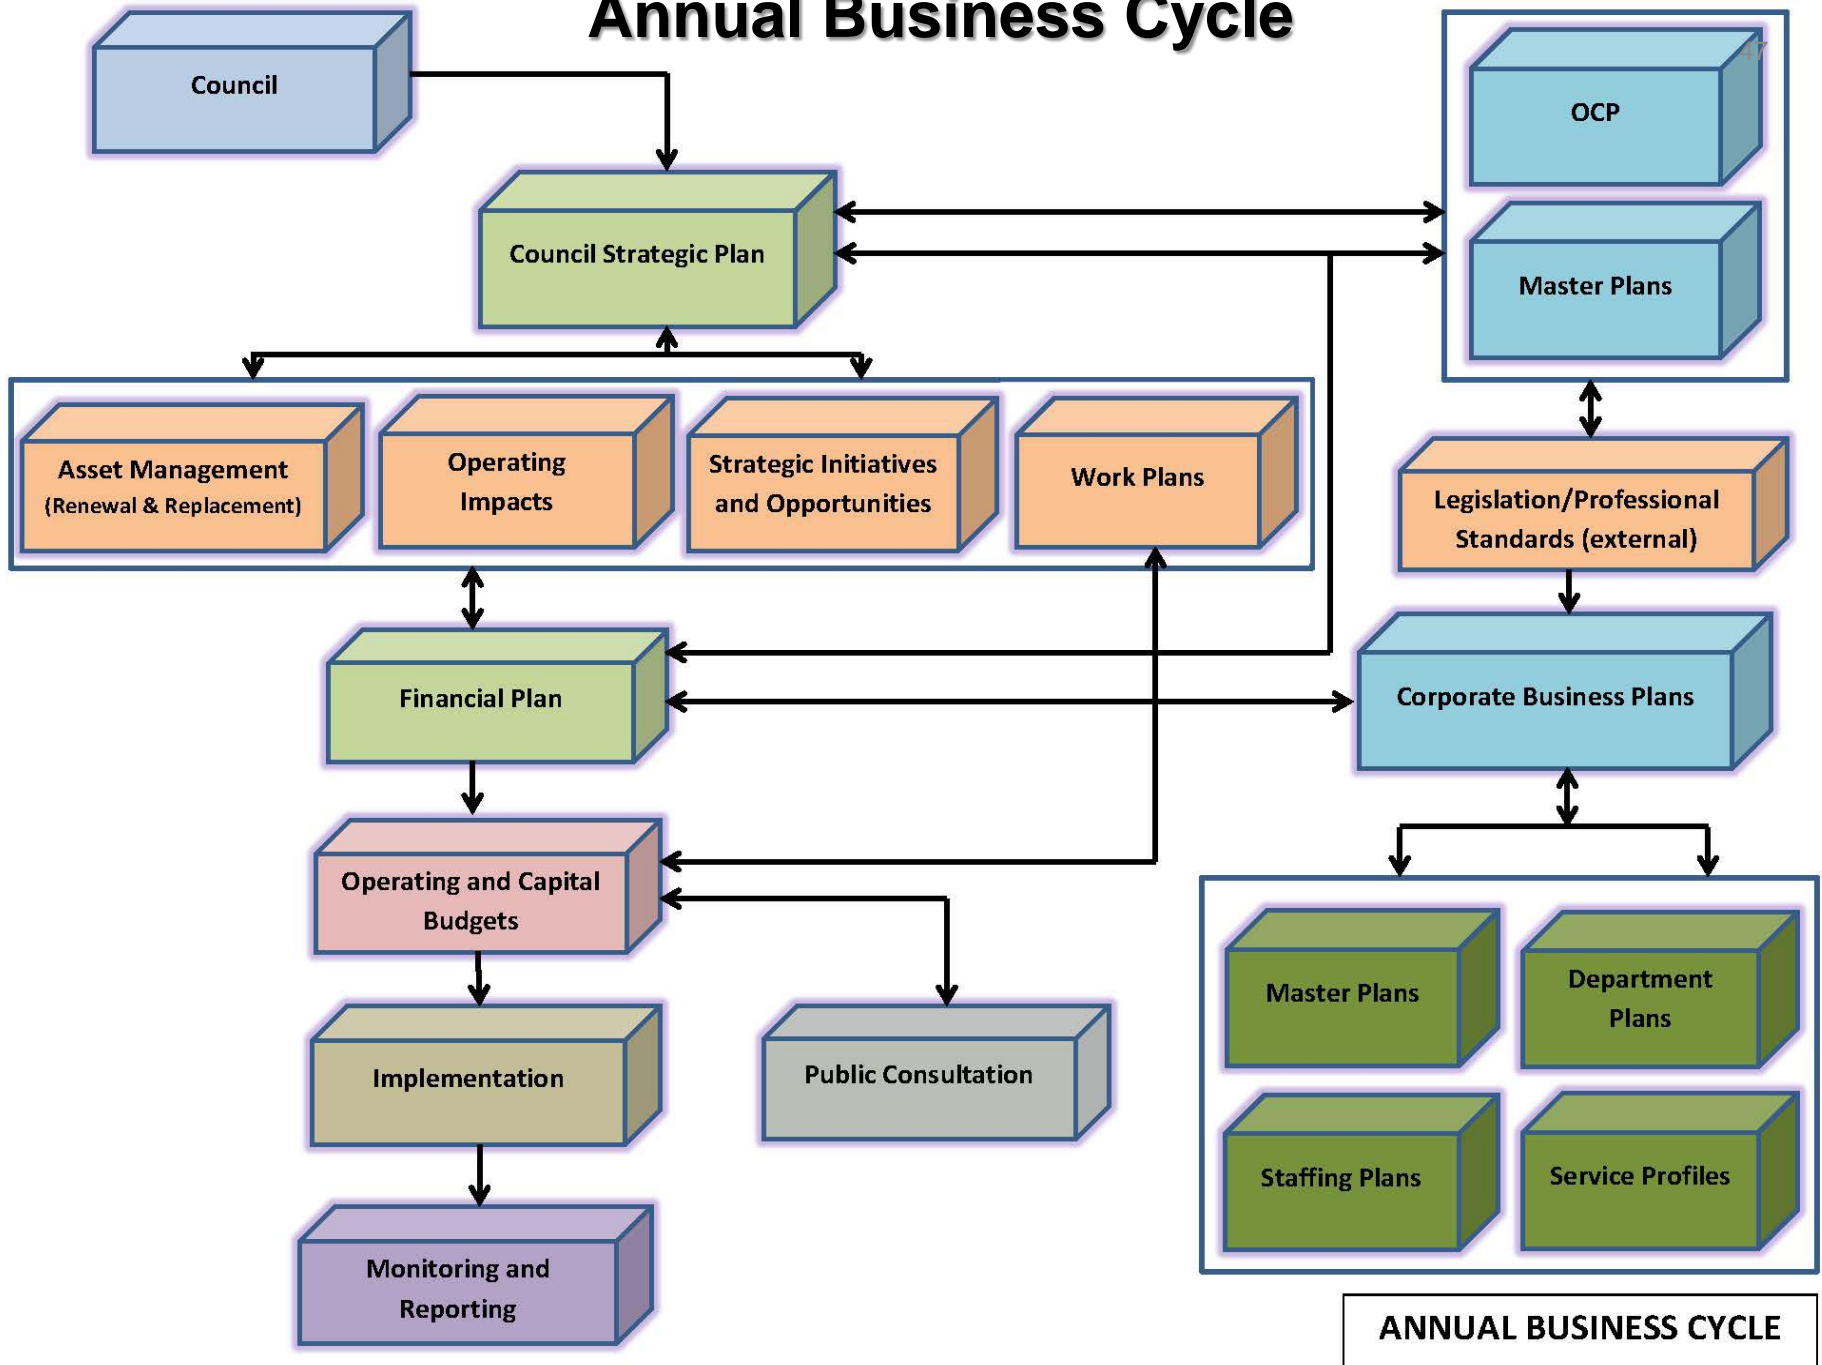 Annual Business Cycle
47
Council
OCP
Council Strategic Plan
Master Plans
Asset Management
(Renewal & Replacement)
Operating
Impacts
Strategic Initiatives
and Opportunities
Work Plans
Legislation/Professional
Standards (external)
Financial Plan
Corporate Business Plans
Operating and Capital
Budgets
Master Plans
Department
Plans
Implementation
Public Consultation
Staffing Plans
Service Profiles
Monitoring and
Reporting
ANNUAL BUSINESS CYCLE